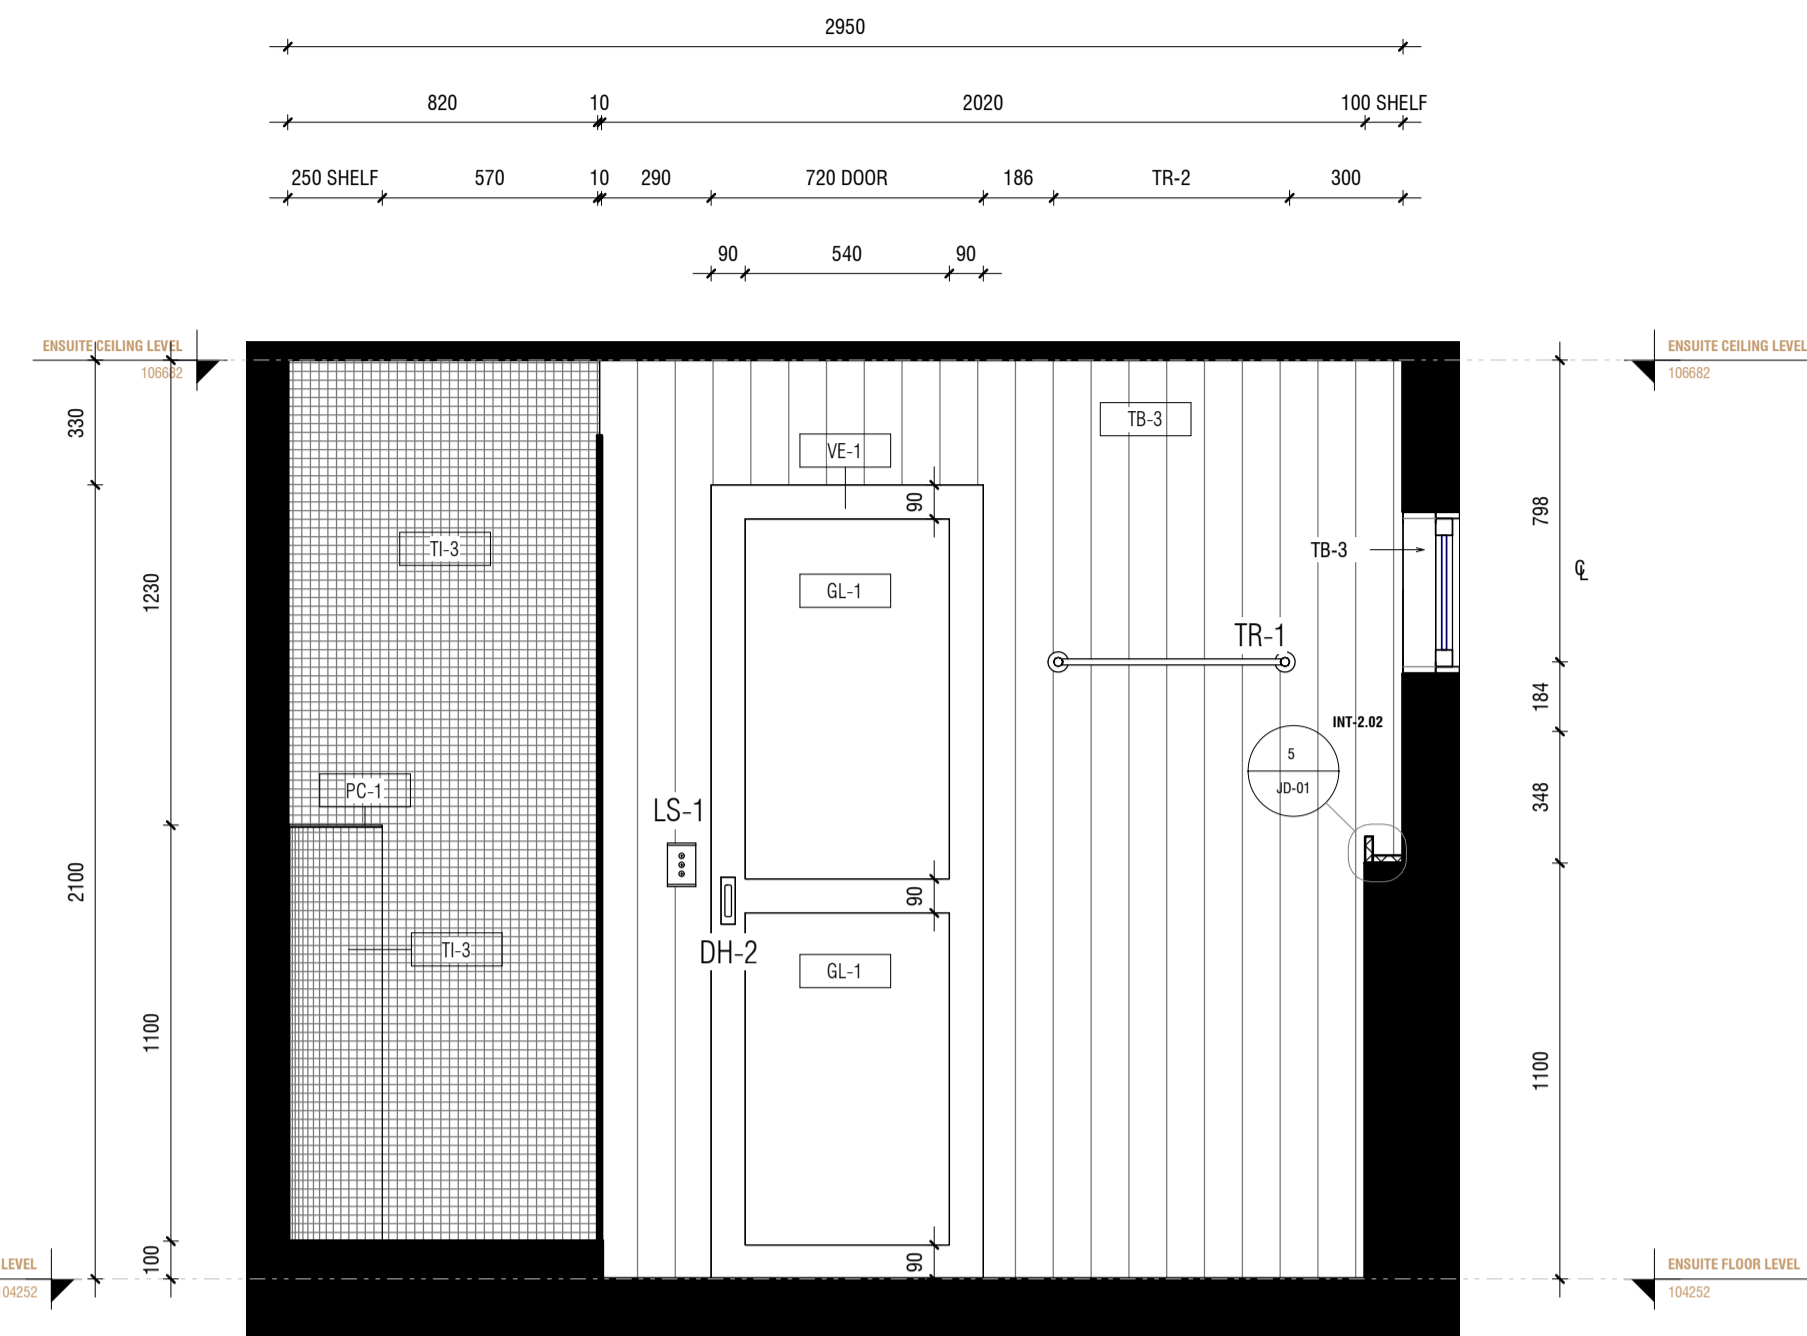 2950
820 10 2020 100 SHELF
250 SHELF 570 10 290 720 DOOR 186 TR-2 300
90 540 90
ENSUITE CEILING LEVEL
106682
ENSUITE CEILING LEVEL
106682
330
TB-3
VE-1
90
798
TI-3
TB-3
℄
1230
GL-1
TR-1
184
INT-2.02
5
JD-01
PC-1
LS-1
348
2100
90
TI-3
DH-2
GL-1
1100
1100
100
90
LEVEL
04252
ENSUITE FLOOR LEVEL
104252